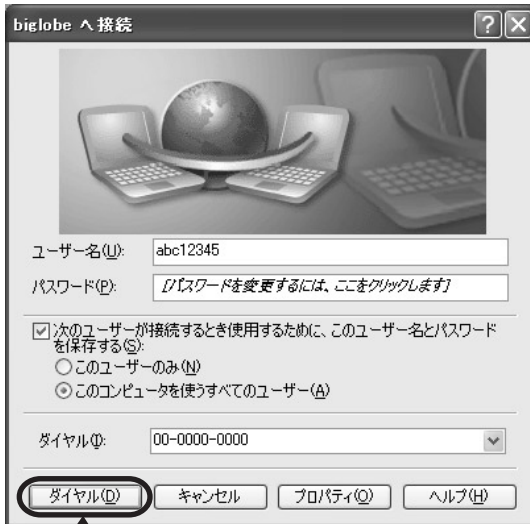 biglobe へ接続
ユーザー名(U): abc12345
パスワード(P): [パスワードを変更するには、ここをクリックします]
次のユーザーが接続するとき使用するために、このユーザー名とパスワード
を保存する(S):
このユーザーのみ(N)
このコンピュータを使うすべてのユーザー(A)
ダイヤル(I): 00-0000-0000
ダイヤル(D) キャンセル プロパティ(O) ヘルプ(H)